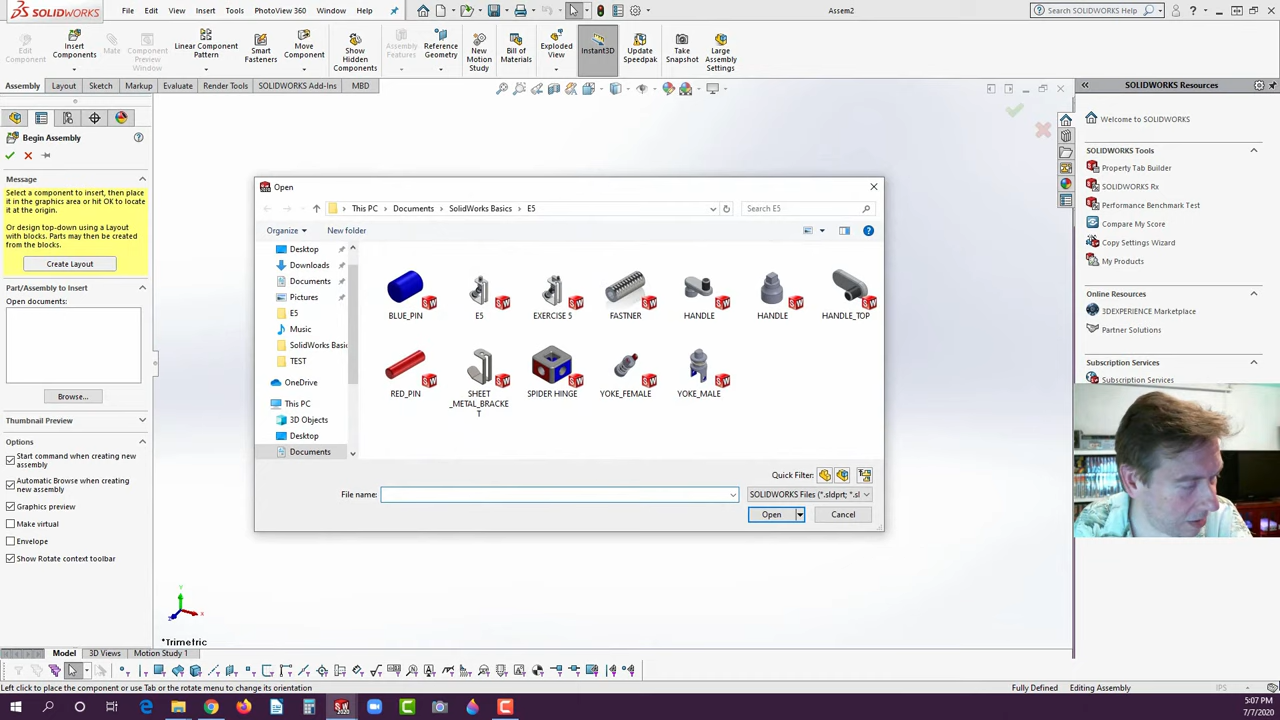 SOLIDWORKS
File
Edit
View
Insert
Tools
PhotoView 360
Window
Help
Assem2
Search SOLIDWORKS Help
Edit
Component
Insert
Components
Mate
Component
Preview
Window
Linear Component
Pattern
Smart
Fasteners
Move
Component
Show
Hidden
Components
Assembly
Features
Reference
Geometry
New
Motion
Study
Bill of
Materials
Exploded
View
Instant3D
Update
Speedpak
Take
Snapshot
Large
Assembly
Settings
Assembly
Layout
Sketch
Markup
Evaluate
Render Tools
SOLIDWORKS Add-Ins
MBD
Begin Assembly
Message
Select a component to insert, then place
it in the graphics area or hit OK to locate
it at the origin.
Or design top-down using a Layout
with blocks. Parts may then be created
from the blocks.
Create Layout
Part/Assembly to Insert
Open documents:
Browse...
Thumbnail Preview
Options
Start command when creating new
assembly
Automatic Browse when creating
new assembly
Graphics preview
Make virtual
Envelope
Show Rotate context toolbar
Open
This PC
Documents
SolidWorks Basics
E5
Search E5
Organize
New folder
Desktop
Downloads
Documents
Pictures
E5
Music
SolidWorks Basic
TEST
OneDrive
This PC
3D Objects
Desktop
Documents
BLUE_PIN
E5
EXERCISE 5
FASTNER
HANDLE
HANDLE
HANDLE_TOP
RED_PIN
SHEET
_METAL_BRACKE
T
SPIDER HINGE
YOKE_FEMALE
YOKE_MALE
Quick Filter:
File name:
SOLIDWORKS Files (*.sldprt; *.sl
Open
Cancel
SOLIDWORKS Resources
Welcome to SOLIDWORKS
SOLIDWORKS Tools
Property Tab Builder
SOLIDWORKS Rx
Performance Benchmark Test
Compare My Score
Copy Settings Wizard
My Products
Online Resources
3DEXPERIENCE Marketplace
Partner Solutions
Subscription Services
Subscription Services
*Trimetric
Model
3D Views
Motion Study 1
Left click to place the component or use Tab or the rotate menu to change its orientation
Fully Defined
Editing Assembly
IPS
5:07 PM
7/7/2020